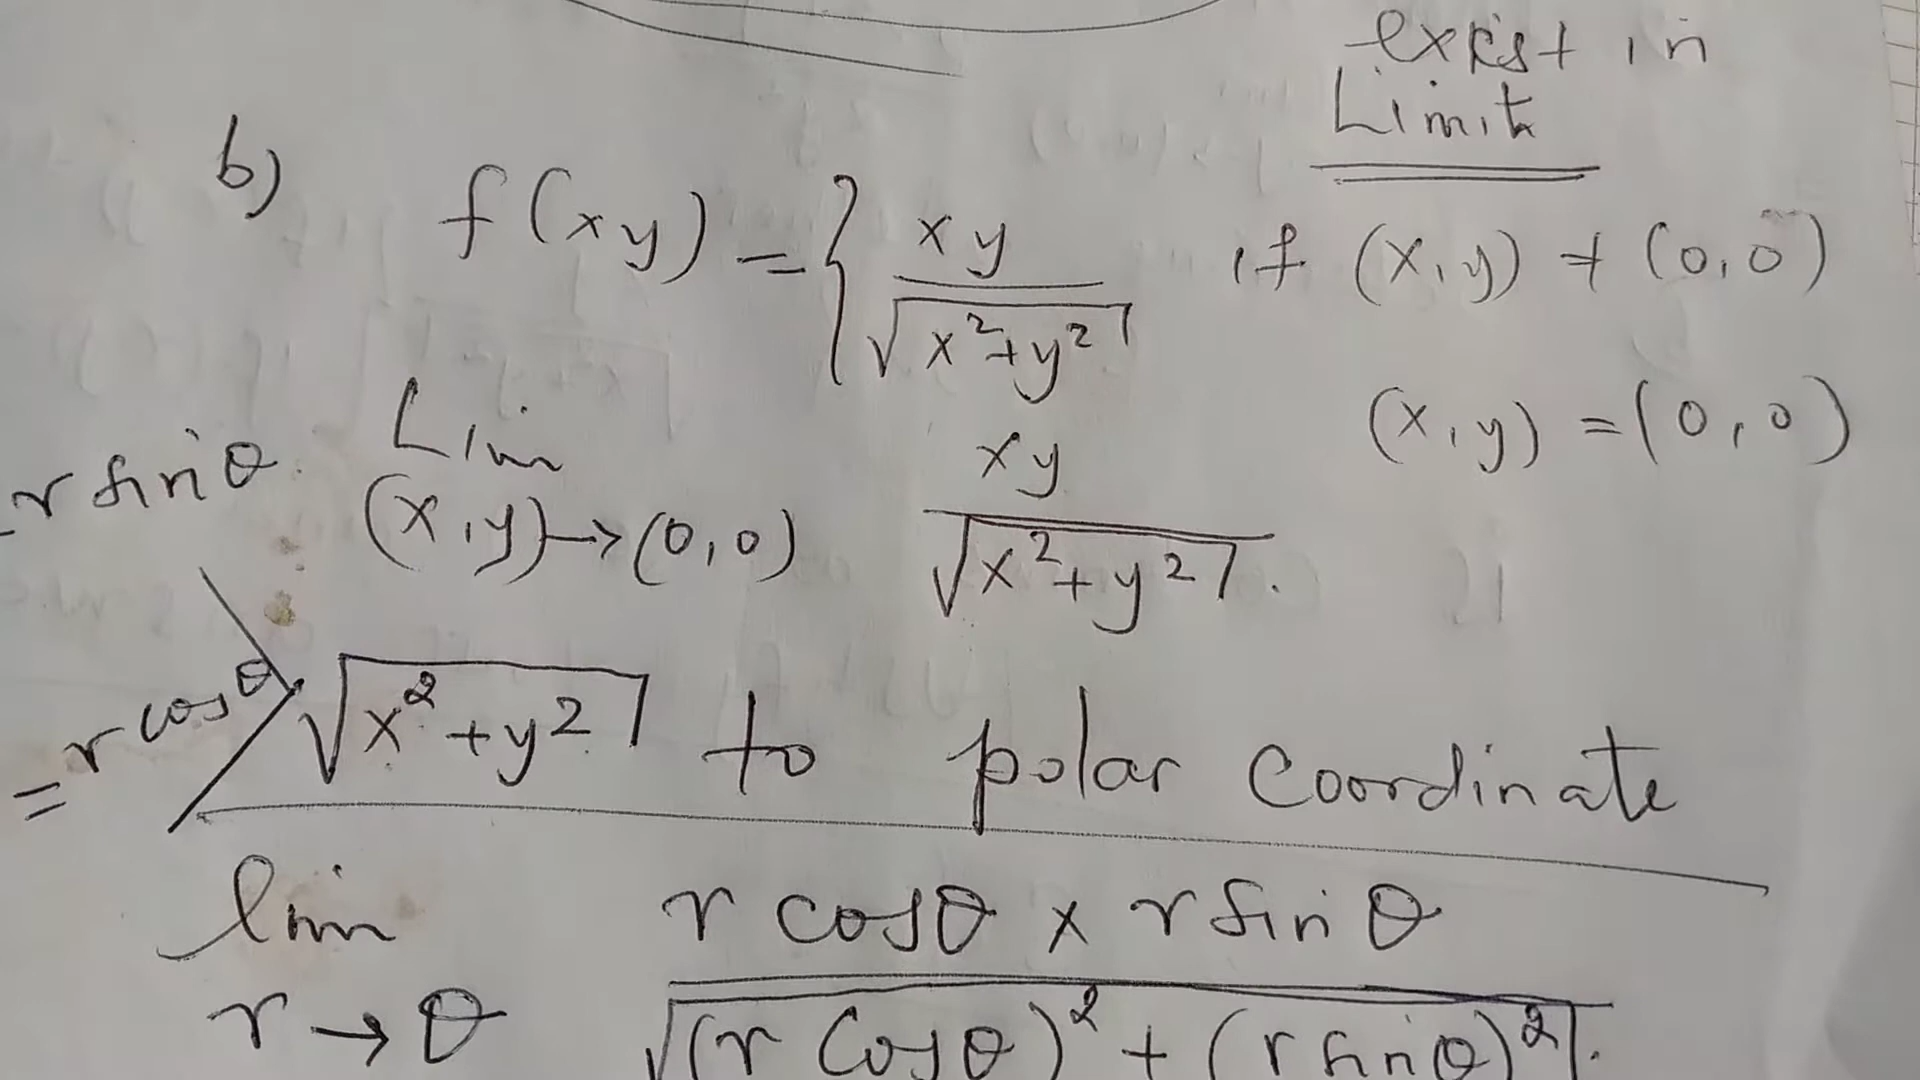 exist in
Limit
b) f(xy) = { xy / √x²+y² if (x,y) ≠ (0,0)
(x,y) = (0,0)
r sinθ Lim (x,y)→(0,0) xy / √x²+y².
= r cosθ √x²+y² to polar Coordinate
lim r→θ r cosθ × r sinθ / √(r cosθ)² + (r sinθ)².